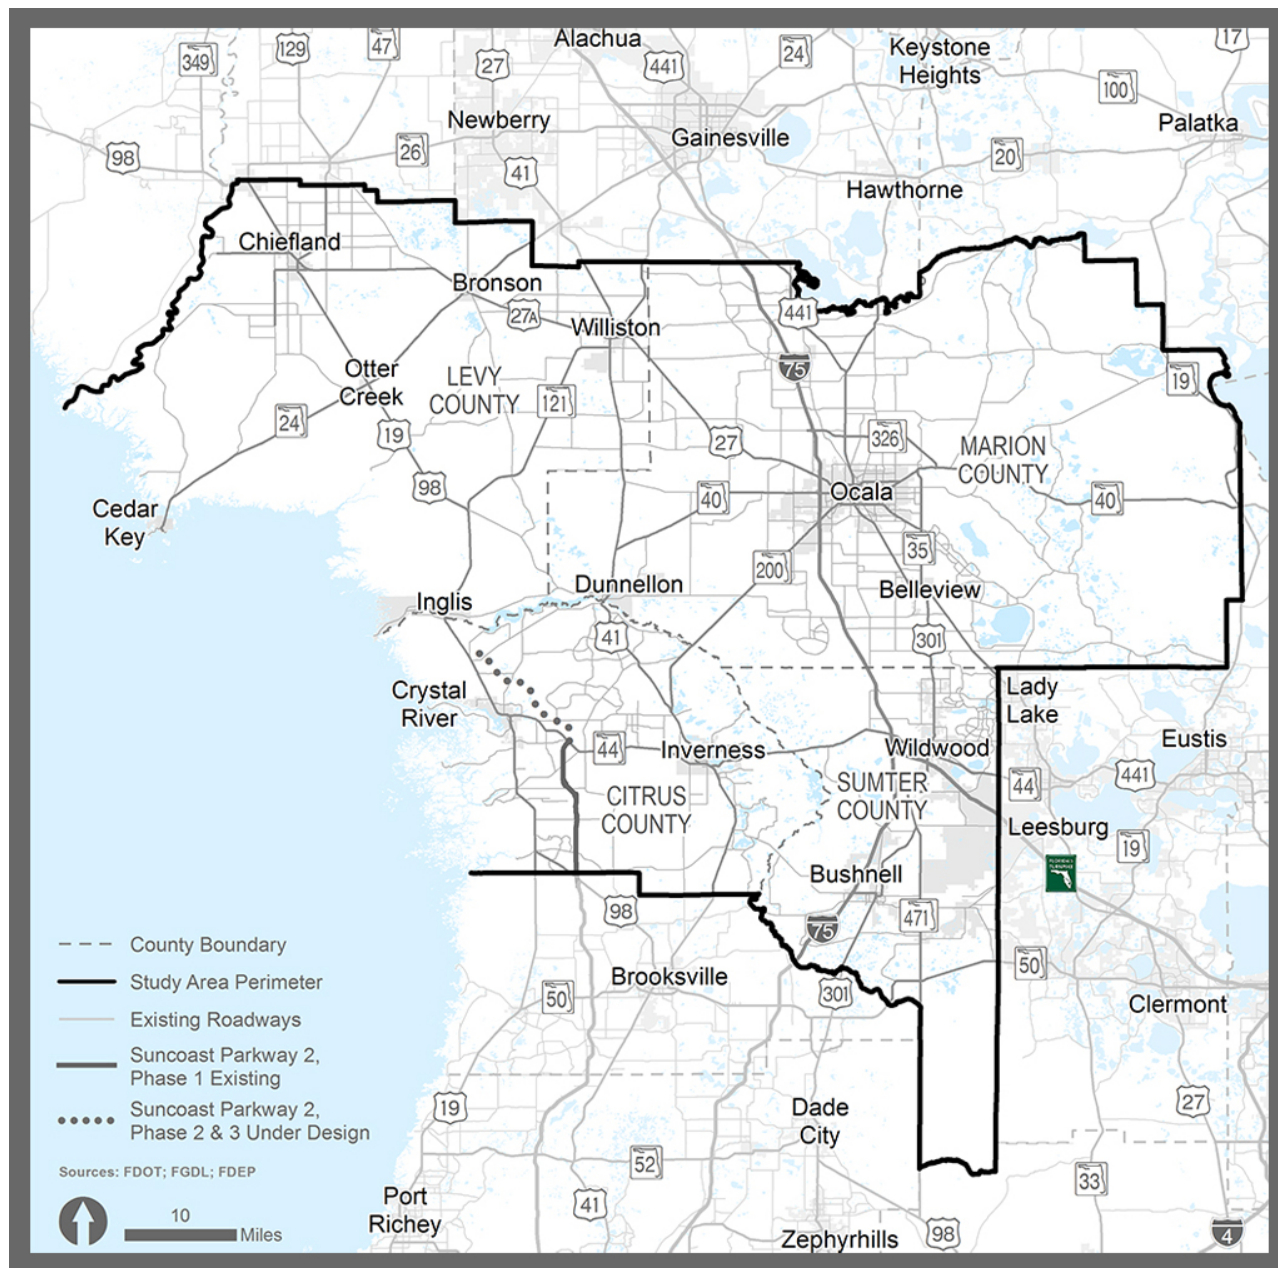 Alachua
17
349
129
47
27
441
24
Keystone
Heights
100
Newberry
Gainesville
Palatka
98
26
41
20
Hawthorne
Chiefland
Bronson
27A
441
Williston
75
Otter
Creek
LEVY
COUNTY
121
19
24
19
27
326
MARION
COUNTY
98
40
Ocala
40
Cedar
Key
35
200
Dunnellon
Belleview
Inglis
41
301
Crystal
River
Lady
Lake
44
Inverness
Wildwood
Eustis
44
441
CITRUS
COUNTY
SUMTER
COUNTY
Leesburg
19
Bushnell
98
75
471
County Boundary
Study Area Perimeter
Existing Roadways
Suncoast Parkway 2,
Phase 1 Existing
Suncoast Parkway 2,
Phase 2 & 3 Under Design
Sources: FDOT; FGDL; FDEP
10
Miles
50
Brooksville
301
50
Clermont
19
Dade
City
27
52
33
Port
Richey
41
Zephyrhills
98
4